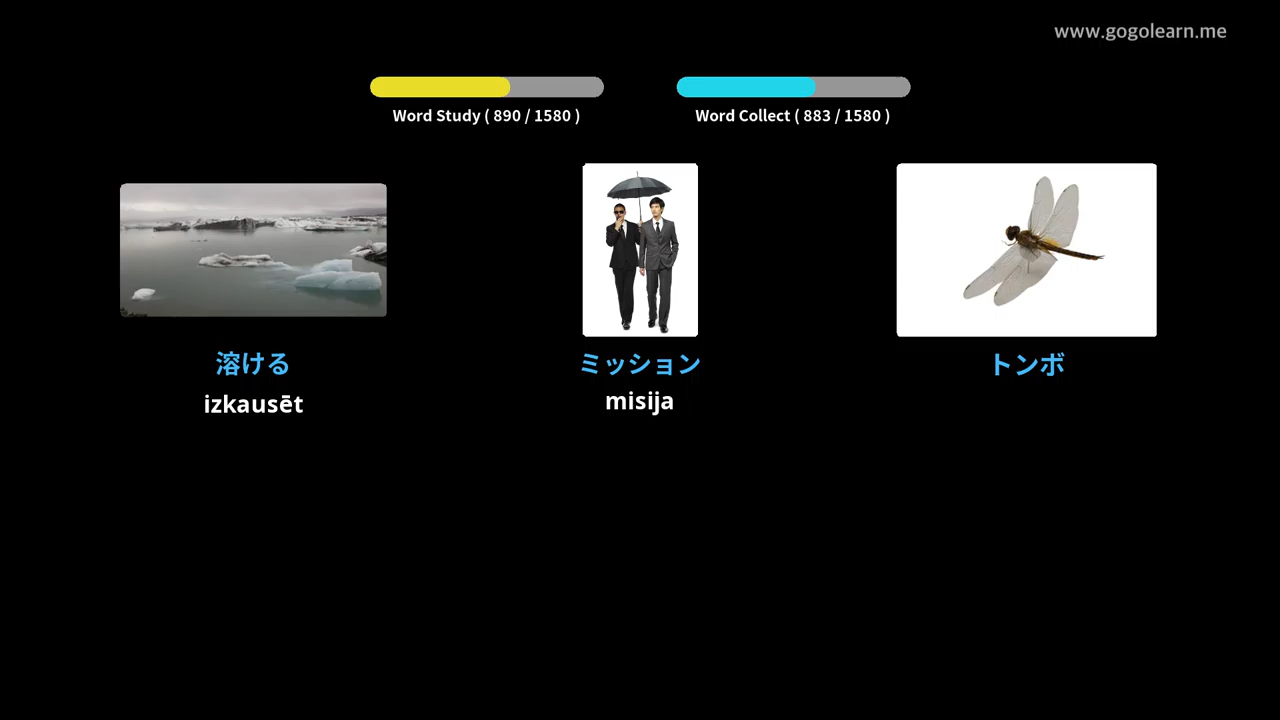 www.gogolearn.me
Word Study ( 890 / 1580 )
Word Collect ( 883 / 1580 )
溶ける
ミッション
トンボ
izkausēt
misija